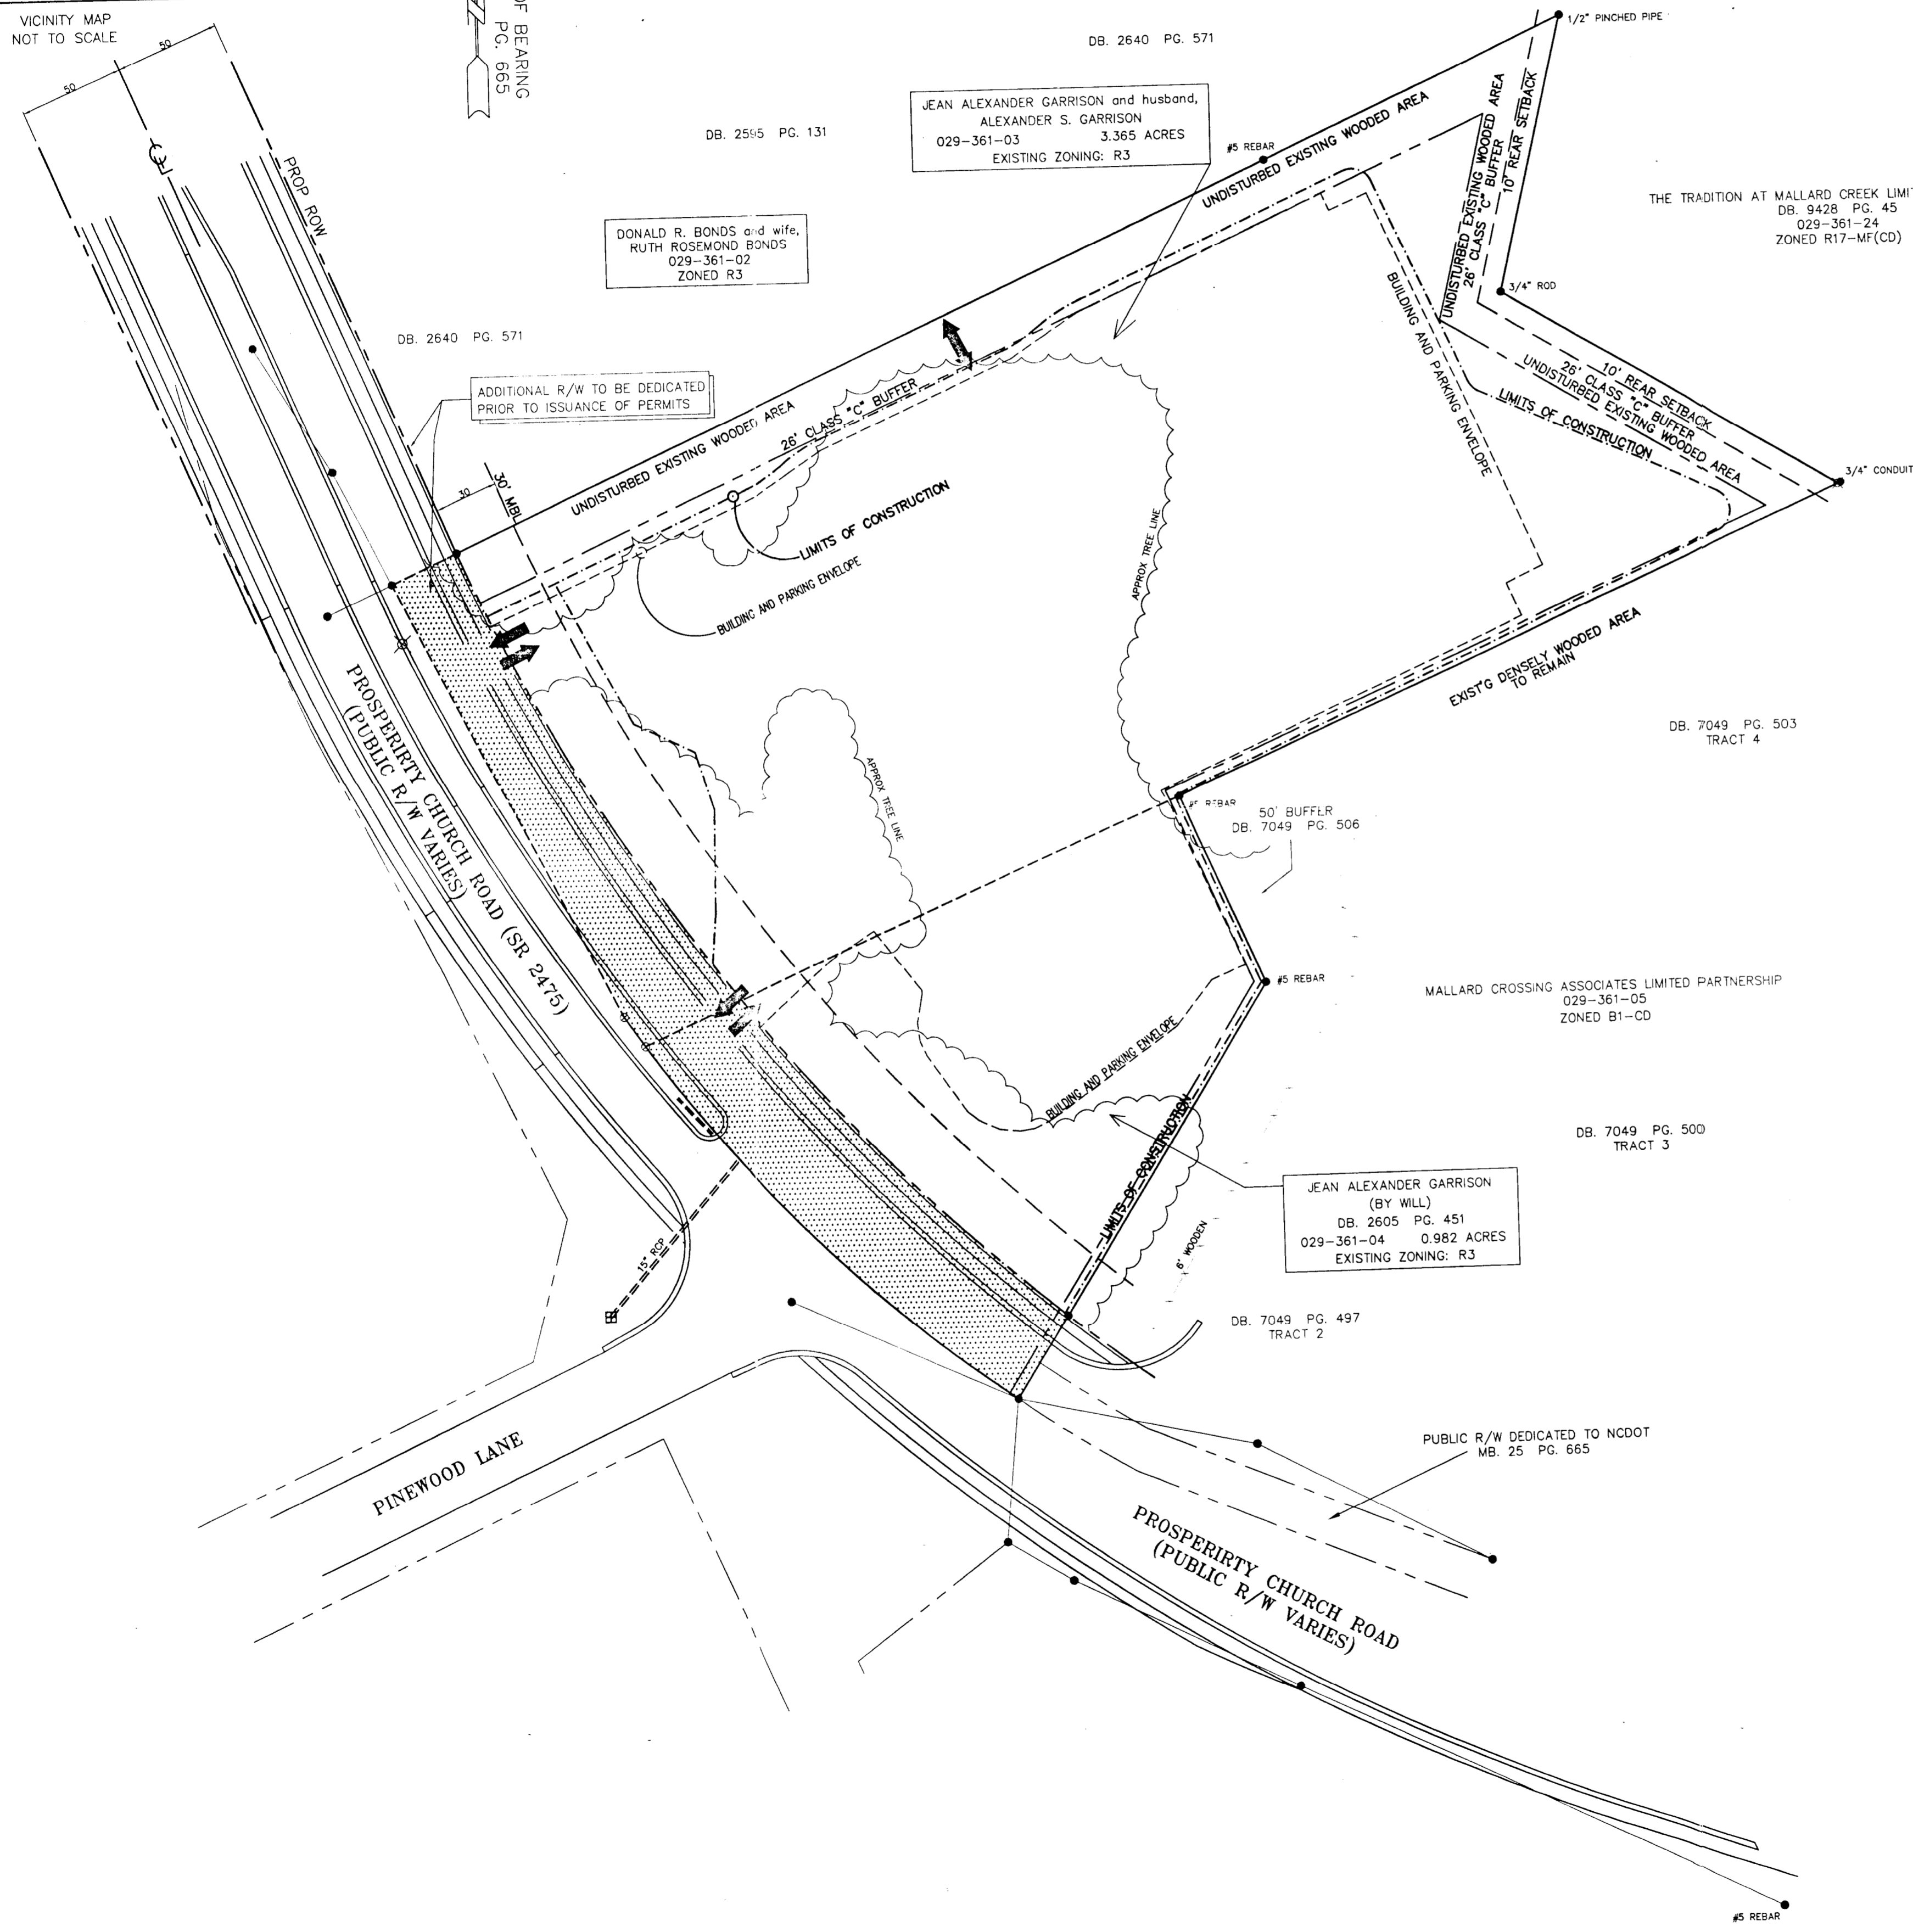 VICINITY MAP
NOT TO SCALE
50
50
OF BEARING
PG. 665
PROP ROW
DB. 2640 PG. 571
1/2" PINCHED PIPE
DB. 2595 PG. 131
JEAN ALEXANDER GARRISON and husband,
ALEXANDER S. GARRISON
029-361-03 3.365 ACRES
EXISTING ZONING: R3
#5 REBAR
UNDISTURBED EXISTING WOODED AREA
UNDISTURBED EXISTING WOODED AREA
26' CLASS "C" BUFFER
10' REAR SETBACK
THE TRADITION AT MALLARD CREEK LIMI
DB. 9428 PG. 45
029-361-24
ZONED R17-MF(CD)
DONALD R. BONDS and wife,
RUTH ROSEMOND BONDS
029-361-02
ZONED R3
3/4" ROD
BUILDING AND PARKING ENVELOPE
DB. 2640 PG. 571
ADDITIONAL R/W TO BE DEDICATED
PRIOR TO ISSUANCE OF PERMITS
10' REAR SETBACK
26' CLASS "C" BUFFER
UNDISTURBED EXISTING WOODED AREA
LIMITS OF CONSTRUCTION
3/4" CONDUIT
26' CLASS "C" BUFFER
UNDISTURBED EXISTING WOODED AREA
30
30' MBL
LIMITS OF CONSTRUCTION
BUILDING AND PARKING ENVELOPE
APPROX TREE LINE
EXIST'G DENSELY WOODED AREA
TO REMAIN
PROSPERIRTY CHURCH ROAD (SR 2475)
(PUBLIC R/W VARIES)
DB. 7049 PG. 503
TRACT 4
APPROX TREE LINE
#5 REBAR
50' BUFFER
DB. 7049 PG. 506
#5 REBAR
MALLARD CROSSING ASSOCIATES LIMITED PARTNERSHIP
029-361-05
ZONED B1-CD
BUILDING AND PARKING ENVELOPE
LIMITS OF CONSTRUCTION
DB. 7049 PG. 500
TRACT 3
JEAN ALEXANDER GARRISON
(BY WILL)
DB. 2605 PG. 451
029-361-04 0.982 ACRES
EXISTING ZONING: R3
15" RCP
6' WOODEN
DB. 7049 PG. 497
TRACT 2
PINEWOOD LANE
PUBLIC R/W DEDICATED TO NCDOT
MB. 25 PG. 665
PROSPERIRTY CHURCH ROAD
(PUBLIC R/W VARIES)
#5 REBAR